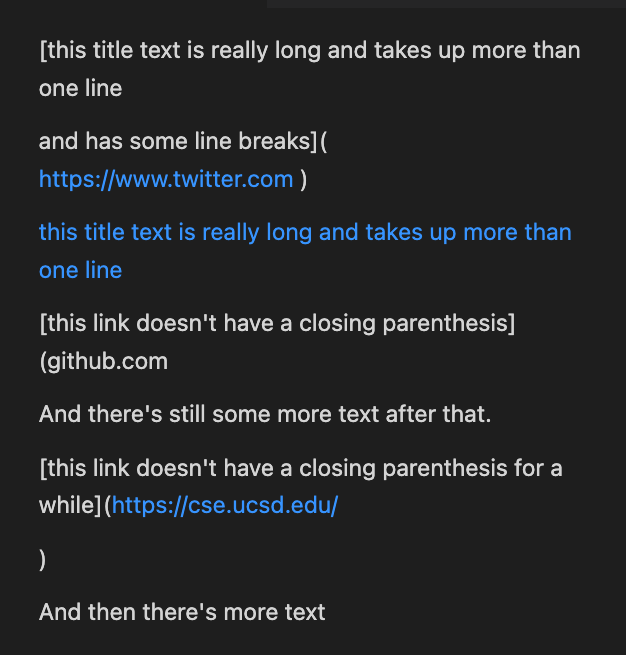 [this title text is really long and takes up more than
one line
and has some line breaks](
https://www.twitter.com )
this title text is really long and takes up more than
one line
[this link doesn't have a closing parenthesis]
(github.com
And there's still some more text after that.
[this link doesn't have a closing parenthesis for a
while](https://cse.ucsd.edu/
)
And then there's more text